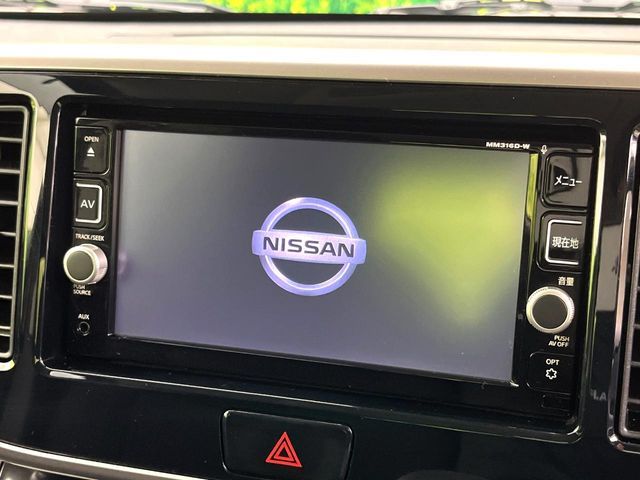 MM316D-W
OPEN
AV
TRACK/SEEK
PUSH
SOURCE
AUX
NISSAN
メニュー
現在地
音量
PUSH
AV OFF
OPT